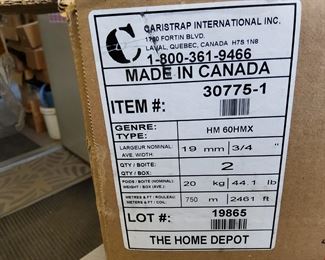 CARISTRAP INTERNATIONAL INC.
1760 FORTIN BLVD.
LAVAL, QUEBEC, CANADA H7S 1N8
1-800-361-9466
MADE IN CANADA
ITEM #: 30775-1
GENRE: TYPE: HM 60HMX
LARGEUR NOMINAL: AVE. WIDTH: 19 mm 3/4 "
QTY / BOITE: QTY / BOX: 2
POIDS / BOITE (NOMINAL) WEIGHT / BOX (AVE.) 20 kg 44.1 lb
METRES & FT / ROULEAU METERS & FT / COIL 750 m 2461 ft
LOT #: 19865
THE HOME DEPOT